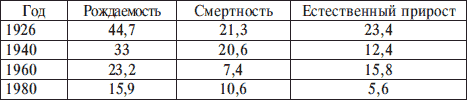 Год Рождаемость Смертность Естественный прирост
1926 44,7 21,3 23,4
1940 33 20,6 12,4
1960 23,2 7,4 15,8
1980 15,9 10,6 5,6